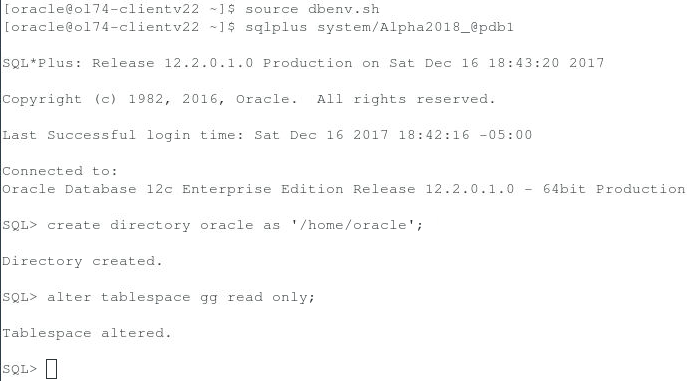 [oracle@ol74-clientv22 ~]$ source dbenv.sh
[oracle@ol74-clientv22 ~]$ sqlplus system/Alpha2018_@pdb1
SQL*Plus: Release 12.2.0.1.0 Production on Sat Dec 16 18:43:20 2017
Copyright (c) 1982, 2016, Oracle.  All rights reserved.
Last Successful login time: Sat Dec 16 2017 18:42:16 -05:00
Connected to:
Oracle Database 12c Enterprise Edition Release 12.2.0.1.0 - 64bit Production
SQL> create directory oracle as '/home/oracle';
Directory created.
SQL> alter tablespace gg read only;
Tablespace altered.
SQL>